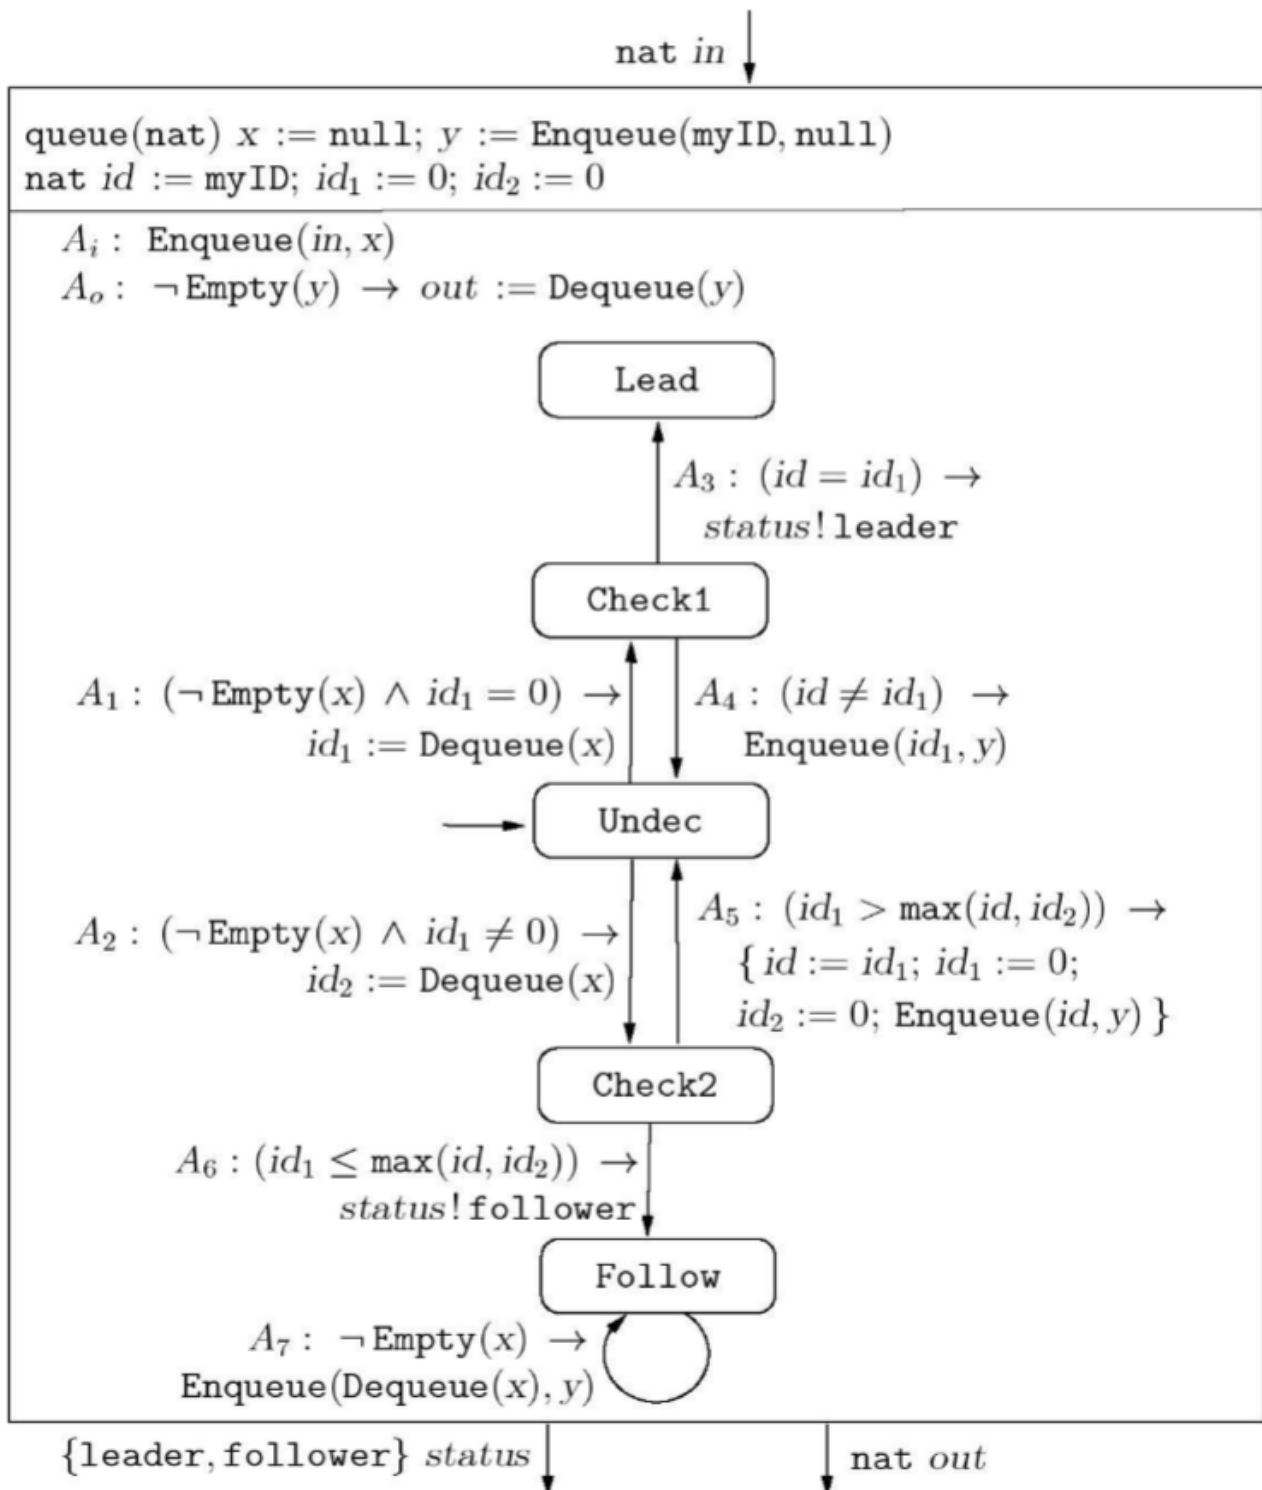 nat in
queue(nat) x := null; y := Enqueue(myID, null)
nat id := myID; id₁ := 0; id₂ := 0
Aᵢ : Enqueue(in, x)
Aₒ : ¬ Empty(y) → out := Dequeue(y)
Lead
A₃ : (id = id₁) →
status! leader
Check1
A₁ : (¬ Empty(x) ∧ id₁ = 0) →
id₁ := Dequeue(x)
A₄ : (id ≠ id₁) →
Enqueue(id₁, y)
Undec
A₂ : (¬ Empty(x) ∧ id₁ ≠ 0) →
id₂ := Dequeue(x)
A₅ : (id₁ > max(id, id₂)) →
{ id := id₁; id₁ := 0;
id₂ := 0; Enqueue(id, y) }
Check2
A₆ : (id₁ ≤ max(id, id₂)) →
status! follower
Follow
A₇ : ¬ Empty(x) →
Enqueue(Dequeue(x), y)
{leader, follower} status
nat out